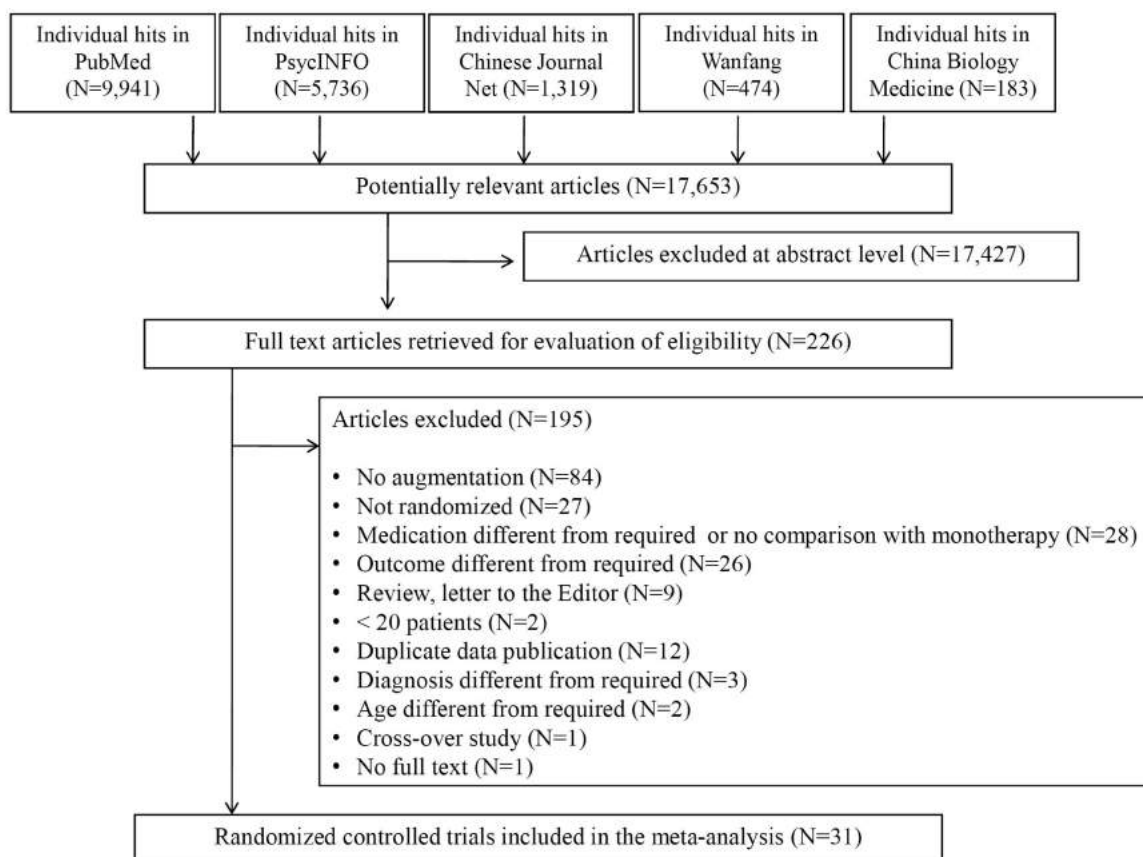 Individual hits in
PubMed
(N=9,941)
Individual hits in
PsycINFO
(N=5,736)
Individual hits in
Chinese Journal
Net (N=1,319)
Individual hits in
Wanfang
(N=474)
Individual hits in
China Biology
Medicine (N=183)
Potentially relevant articles (N=17,653)
Articles excluded at abstract level (N=17,427)
Full text articles retrieved for evaluation of eligibility (N=226)
Articles excluded (N=195)
• No augmentation (N=84)
• Not randomized (N=27)
• Medication different from required or no comparison with monotherapy (N=28)
• Outcome different from required (N=26)
• Review, letter to the Editor (N=9)
• < 20 patients (N=2)
• Duplicate data publication (N=12)
• Diagnosis different from required (N=3)
• Age different from required (N=2)
• Cross-over study (N=1)
• No full text (N=1)
Randomized controlled trials included in the meta-analysis (N=31)